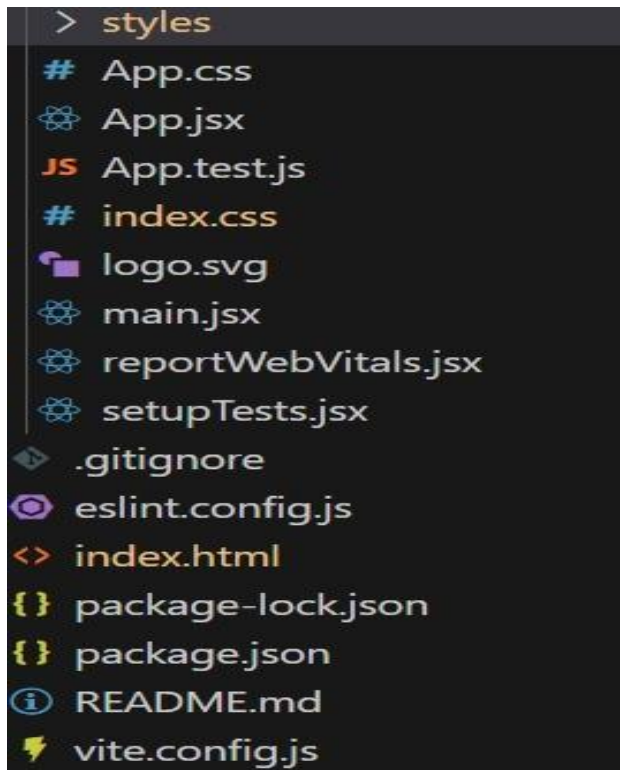 styles
# App.css
App.jsx
JS App.test.js
# index.css
logo.svg
main.jsx
reportWebVitals.jsx
setupTests.jsx
.gitignore
eslint.config.js
<> index.html
{} package-lock.json
{} package.json
README.md
vite.config.js